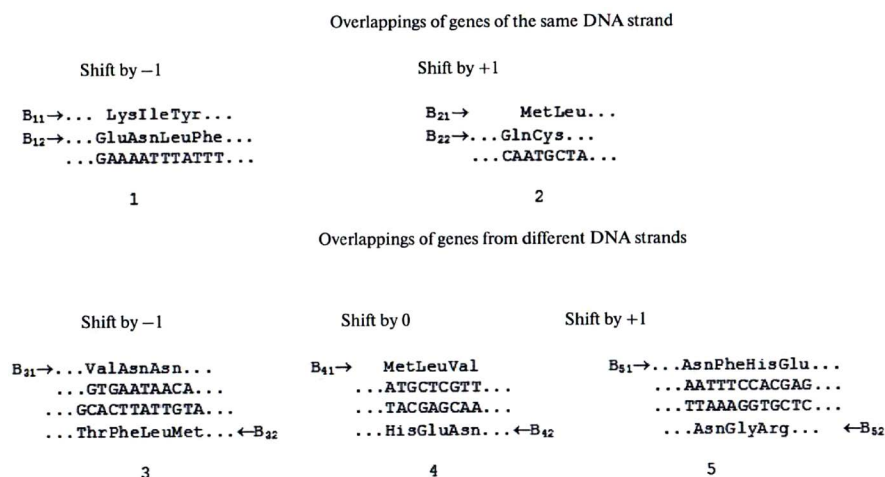 Overlappings of genes of the same DNA strand
Shift by −1 Shift by +1
B11→... LysIleTyr...
B12→...GluAsnLeuPhe...
...GAAAATTTATTT...
1
B21→ MetLeu...
B22→...GlnCys...
...CAATGCTA...
2
Overlappings of genes from different DNA strands
Shift by −1 Shift by 0 Shift by +1
B31→...ValAsnAsn...
...GTGAATAACA...
...GCACTTATTGTA...
...ThrPheLeuMet...←B32
3
B41→ MetLeuVal
...ATGCTCGTT...
...TACGAGCAA...
...HisGluAsn...←B42
4
B51→...AsnPheHisGlu...
...AATTTCCACGAG...
...TTAAAGGTGCTC...
...AsnGlyArg... ←B52
5